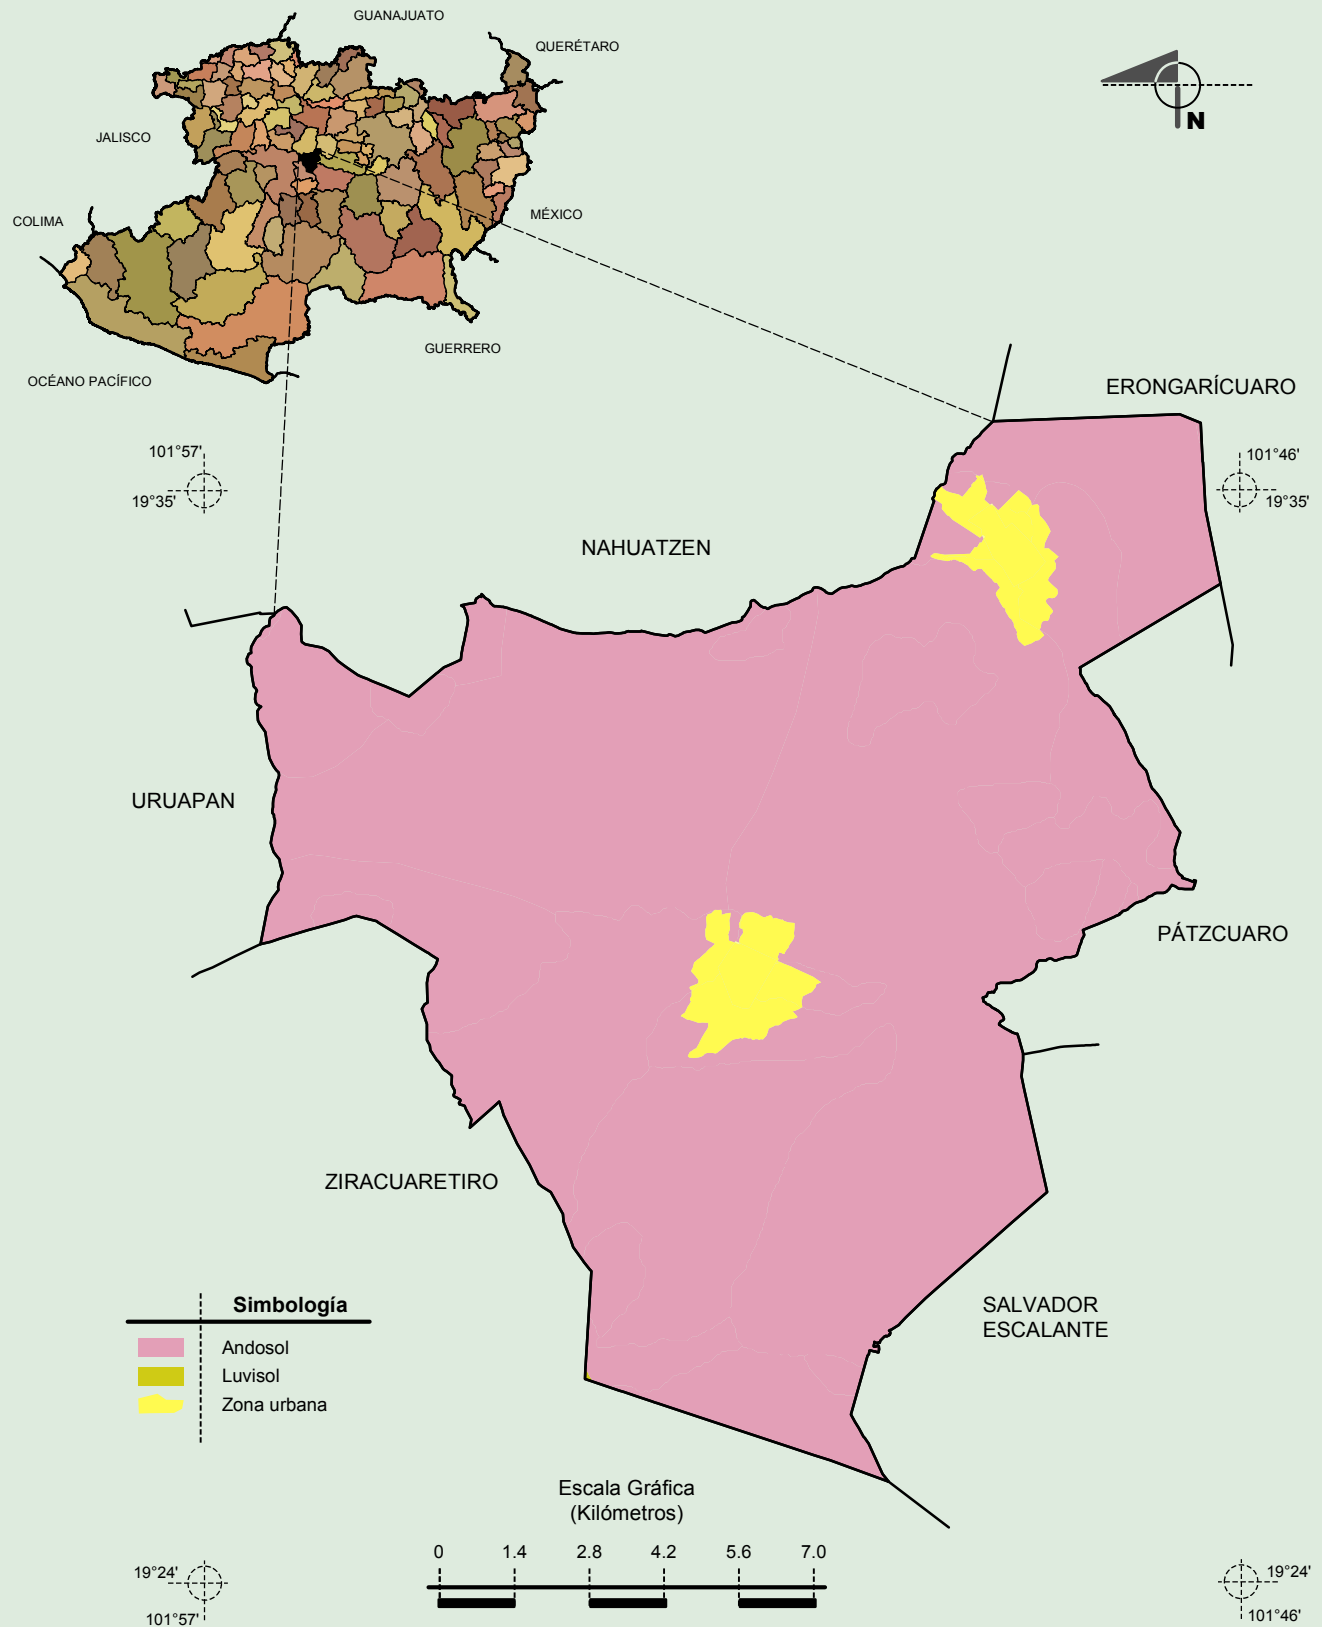 GUANAJUATO
QUERÉTARO
JALISCO
N
COLIMA
MÉXICO
GUERRERO
OCÉANO PACÍFICO
ERONGARÍCUARO
101°57'
19°35'
101°46'
19°35'
NAHUATZEN
URUAPAN
PÁTZCUARO
ZIRACUARETIRO
SALVADOR
ESCALANTE
Simbología
Andosol
Luvisol
Zona urbana
Escala Gráfica
(Kilómetros)
0 1.4 2.8 4.2 5.6 7.0
19°24'
101°57'
19°24'
101°46'